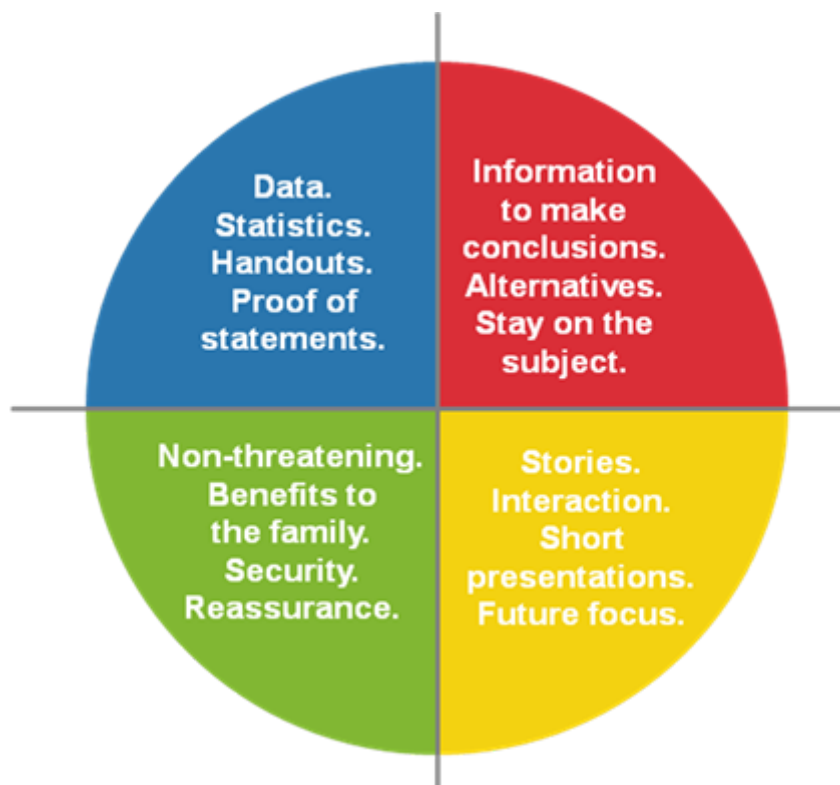 Data.
Statistics.
Handouts.
Proof of
statements.
Information
to make
conclusions.
Alternatives.
Stay on the
subject.
Non-threatening.
Benefits to
the family.
Security.
Reassurance.
Stories.
Interaction.
Short
presentations.
Future focus.